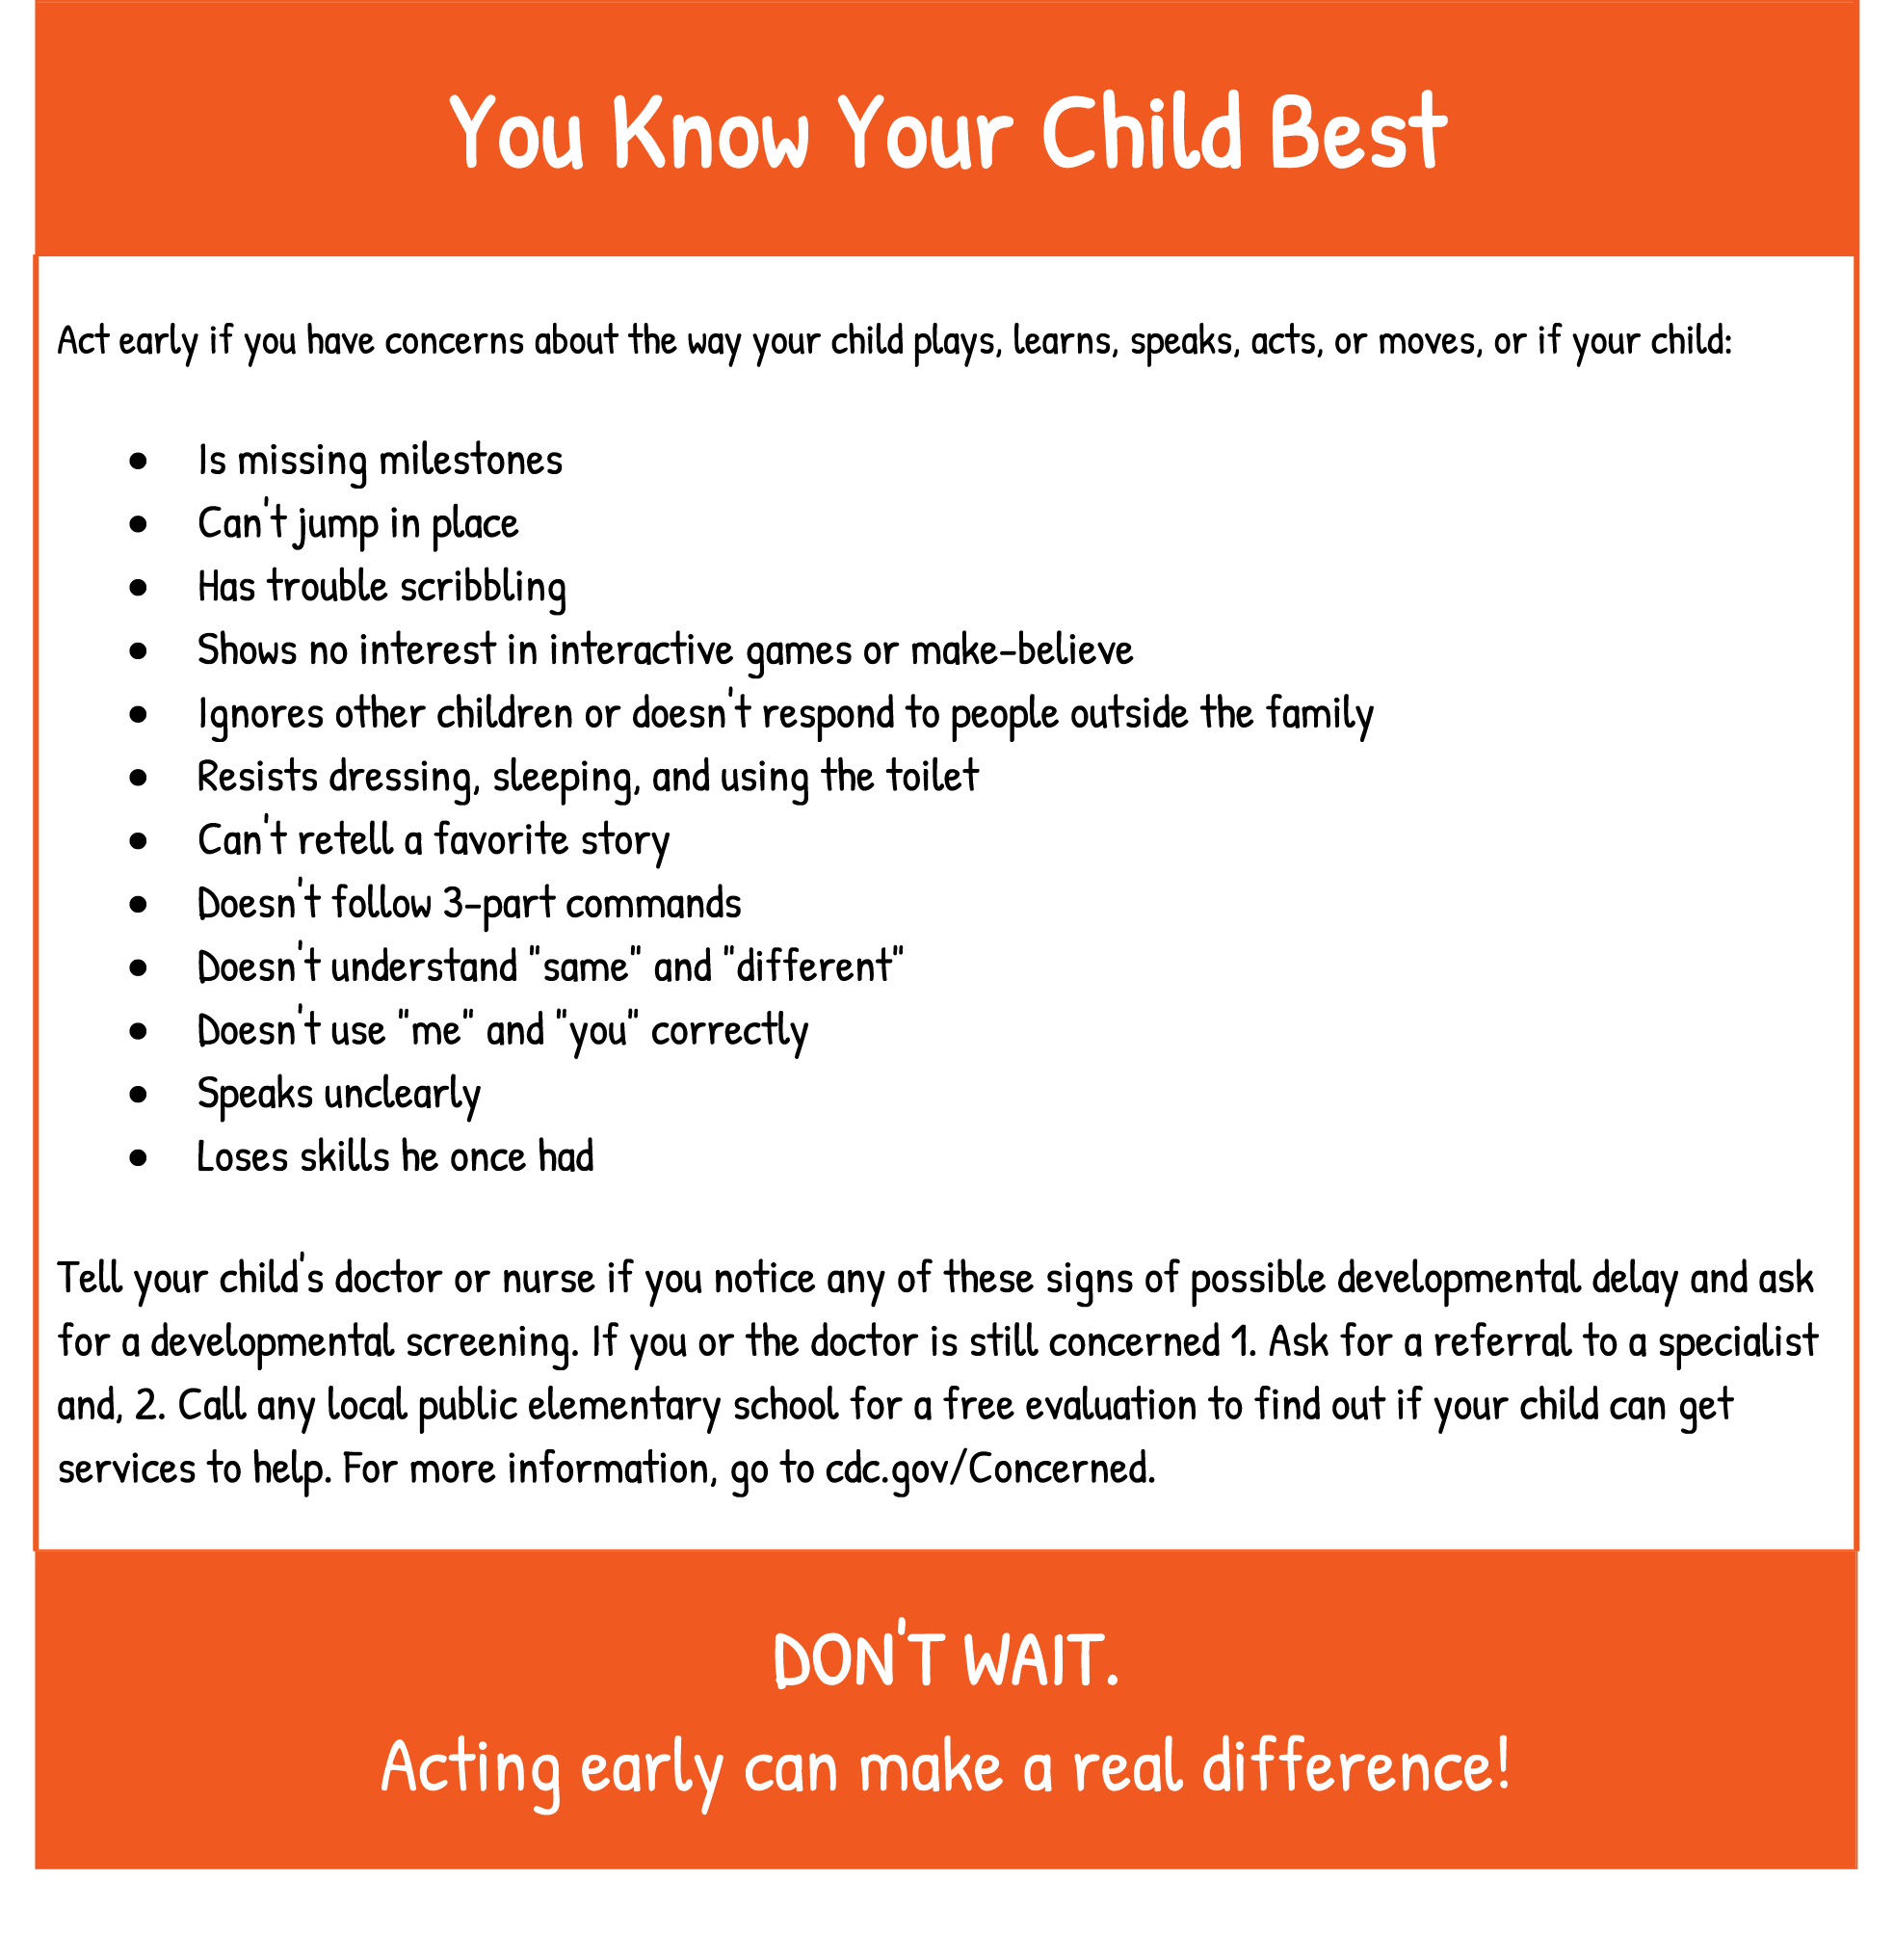 You Know Your Child Best
Act early if you have concerns about the way your child plays, learns, speaks, acts, or moves, or if your child:
● Is missing milestones
● Can't jump in place
● Has trouble scribbling
● Shows no interest in interactive games or make-believe
● Ignores other children or doesn't respond to people outside the family
● Resists dressing, sleeping, and using the toilet
● Can't retell a favorite story
● Doesn't follow 3-part commands
● Doesn't understand "same" and "different"
● Doesn't use "me" and "you" correctly
● Speaks unclearly
● Loses skills he once had
Tell your child's doctor or nurse if you notice any of these signs of possible developmental delay and ask
for a developmental screening. If you or the doctor is still concerned 1. Ask for a referral to a specialist
and, 2. Call any local public elementary school for a free evaluation to find out if your child can get
services to help. For more information, go to cdc.gov/Concerned.
DON'T WAIT.
Acting early can make a real difference!